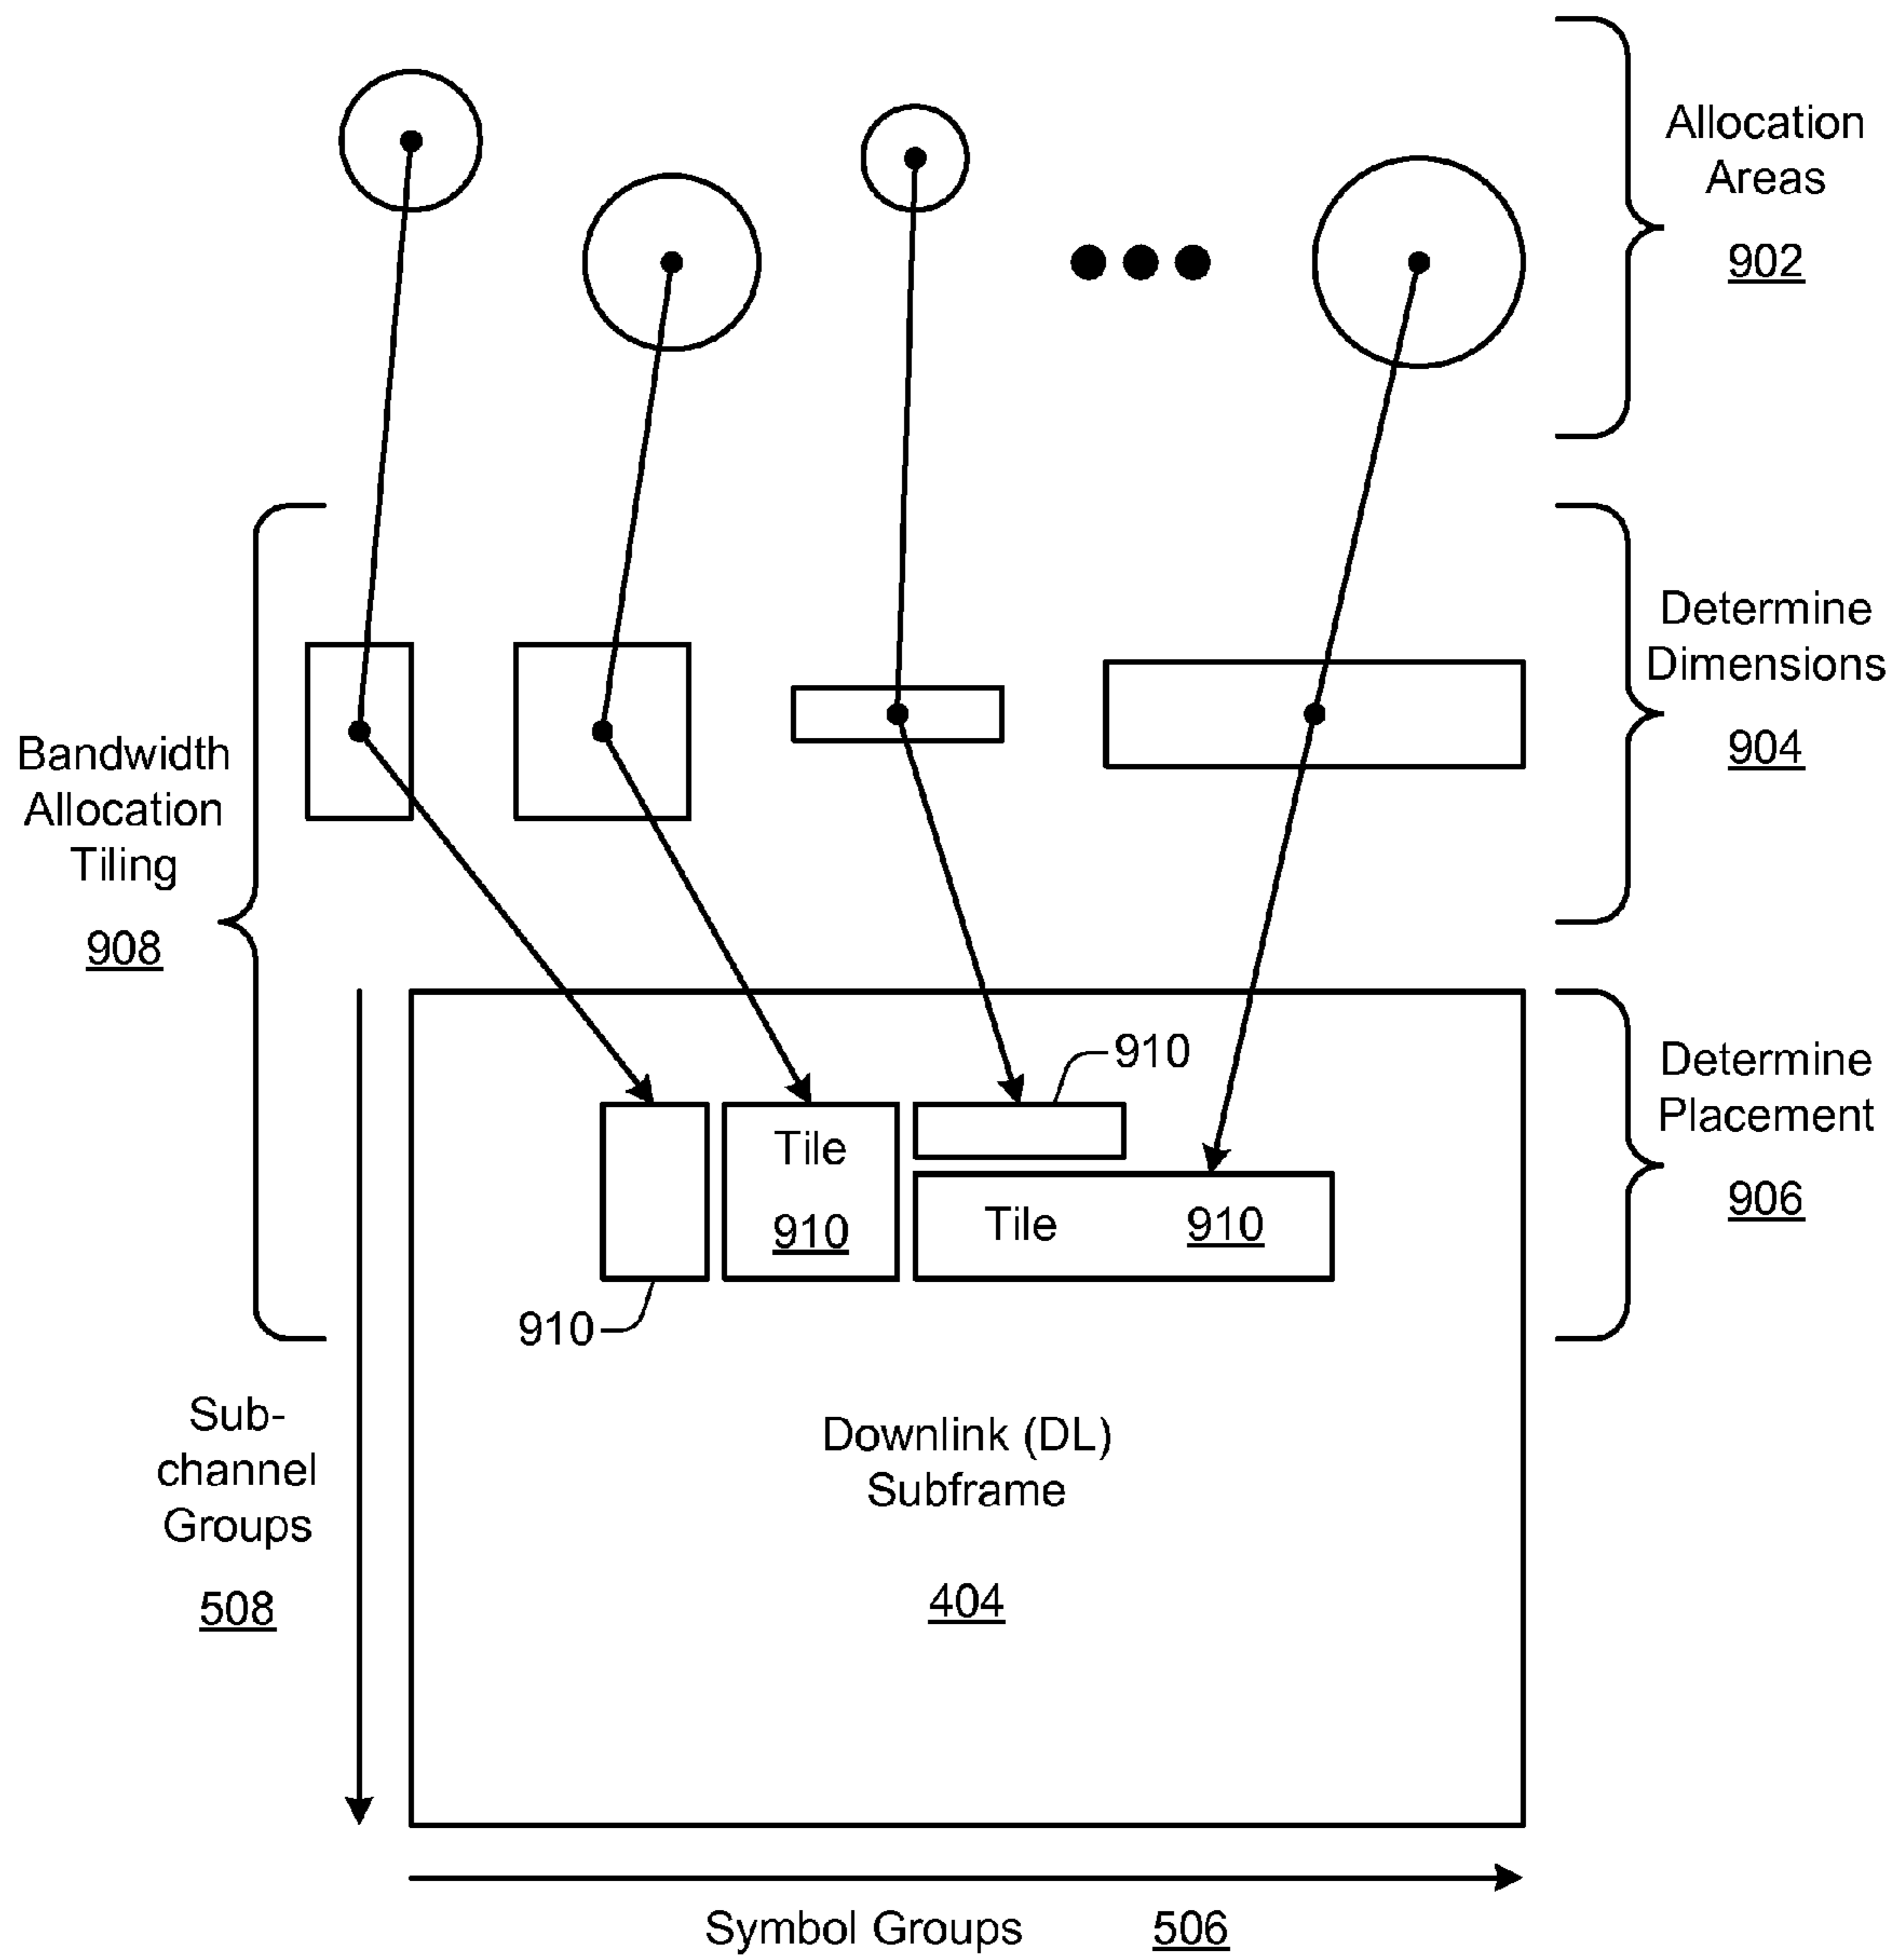 Allocation
Areas
902
Determine
Dimensions
904
Bandwidth
Allocation
Tiling
908
910
Determine
Placement
906
Tile
910
Tile 910
910
Sub-
channel
Groups
508
Downlink (DL)
Subframe
404
Symbol Groups 506